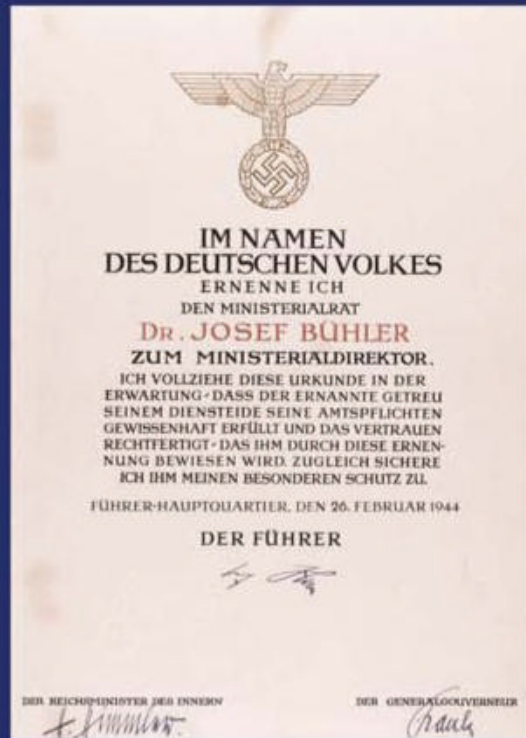 IM NAMEN
DES DEUTSCHEN VOLKES
ERNENNE ICH
DEN MINISTERIALRAT
DR. JOSEF BÜHLER
ZUM MINISTERIALDIREKTOR.
ICH VOLLZIEHE DIESE URKUNDE IN DER
ERWARTUNG · DASS DER ERNANNTE GETREU
SEINEM DIENSTEIDE SEINE AMTSPFLICHTEN
GEWISSENHAFT ERFÜLLT UND DAS VERTRAUEN
RECHTFERTIGT · DAS IHM DURCH DIESE ERNEN-
NUNG BEWIESEN WIRD. ZUGLEICH SICHERE
ICH IHM MEINEN BESONDEREN SCHUTZ ZU.
FÜHRER-HAUPTQUARTIER, DEN 26. FEBRUAR 1944
DER FÜHRER
DER REICHSMINISTER DES INNERN
DER GENERALGOUVERNEUR
H. Himmler.
Frank